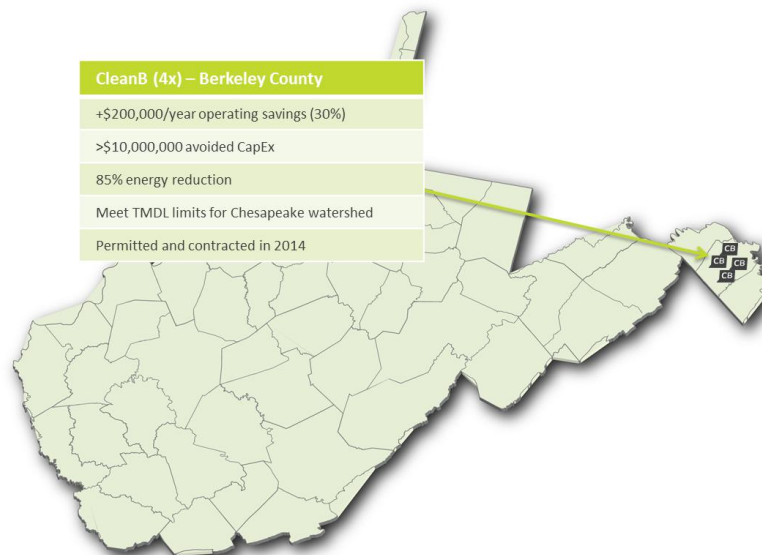 CleanB (4x) – Berkeley County
+$200,000/year operating savings (30%)
>$10,000,000 avoided CapEx
85% energy reduction
Meet TMDL limits for Chesapeake watershed
Permitted and contracted in 2014
CB
CB
CB
CB